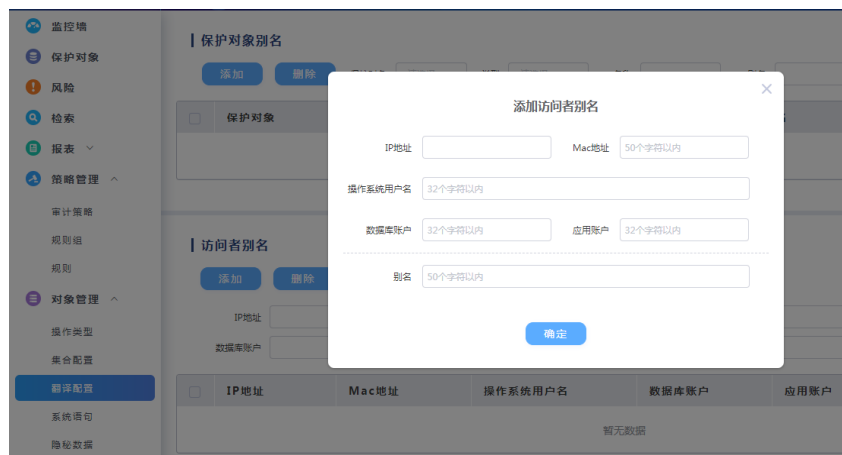 监控墙
保护对象
风险
检索
报表
策略管理
审计策略
规则组
规则
对象管理
操作类型
集合配置
翻译配置
系统语句
隐秘数据
保护对象别名
添加 删除
保护对象
访问者别名
添加 删除
IP地址
数据库账户
IP地址 Mac地址 操作系统用户名 数据库账户 应用账户
暂无数据
添加访问者别名
IP地址 Mac地址 50个字符以内
操作系统用户名 32个字符以内
数据库账户 32个字符以内 应用账户 32个字符以内
别名 50个字符以内
确定